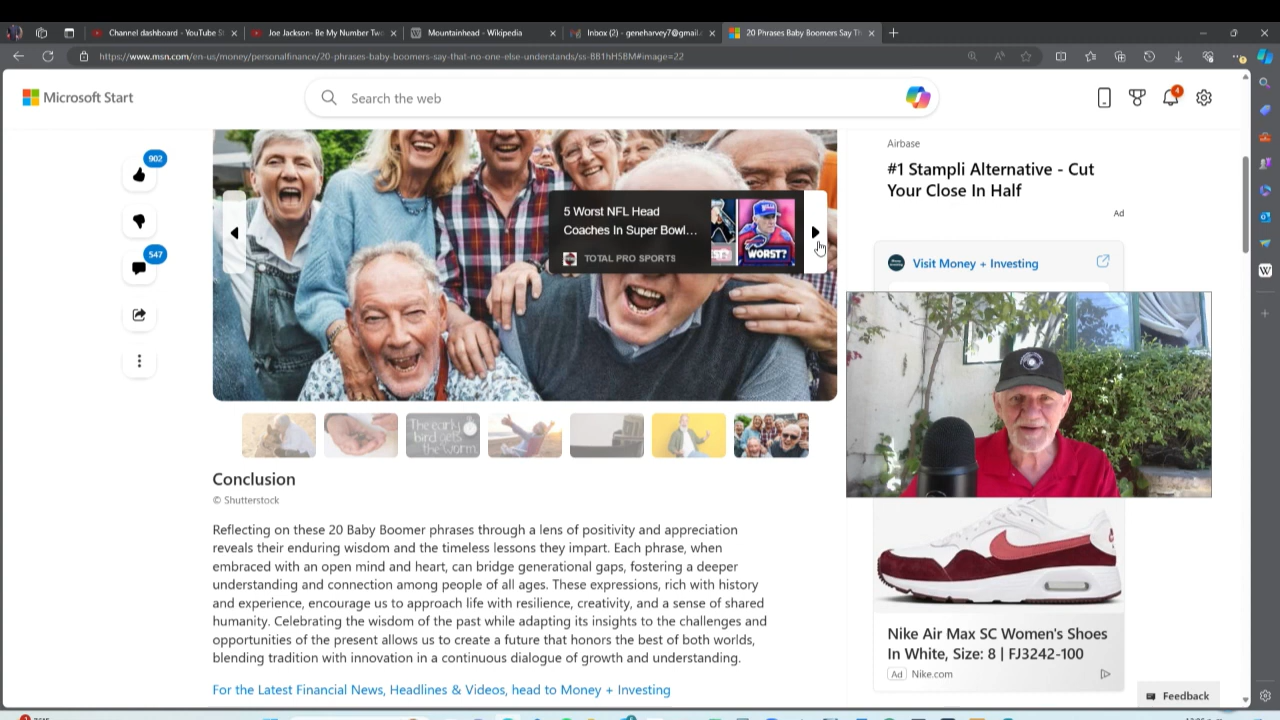 Channel dashboard - YouTube St
Joe Jackson- Be My Number Two
Mountainhead - Wikipedia
Inbox (2) - geneharvey7@gmail.c
20 Phrases Baby Boomers Say Th
https://www.msn.com/en-us/money/personalfinance/20-phrases-baby-boomers-say-that-no-one-else-understands/ss-BB1hH5BM#image=22
Microsoft Start
Search the web
4
902
547
5 Worst NFL Head
Coaches In Super Bowl...
TOTAL PRO SPORTS
WORST?
Airbase
#1 Stampli Alternative - Cut
Your Close In Half
Ad
Visit Money + Investing
The early
bird gets
the worm
Conclusion
© Shutterstock
Reflecting on these 20 Baby Boomer phrases through a lens of positivity and appreciation
reveals their enduring wisdom and the timeless lessons they impart. Each phrase, when
embraced with an open mind and heart, can bridge generational gaps, fostering a deeper
understanding and connection among people of all ages. These expressions, rich with history
and experience, encourage us to approach life with resilience, creativity, and a sense of shared
humanity. Celebrating the wisdom of the past while adapting its insights to the challenges and
opportunities of the present allows us to create a future that honors the best of both worlds,
blending tradition with innovation in a continuous dialogue of growth and understanding.
For the Latest Financial News, Headlines & Videos, head to Money + Investing
Nike Air Max SC Women's Shoes
In White, Size: 8 | FJ3242-100
Ad Nike.com
Feedback